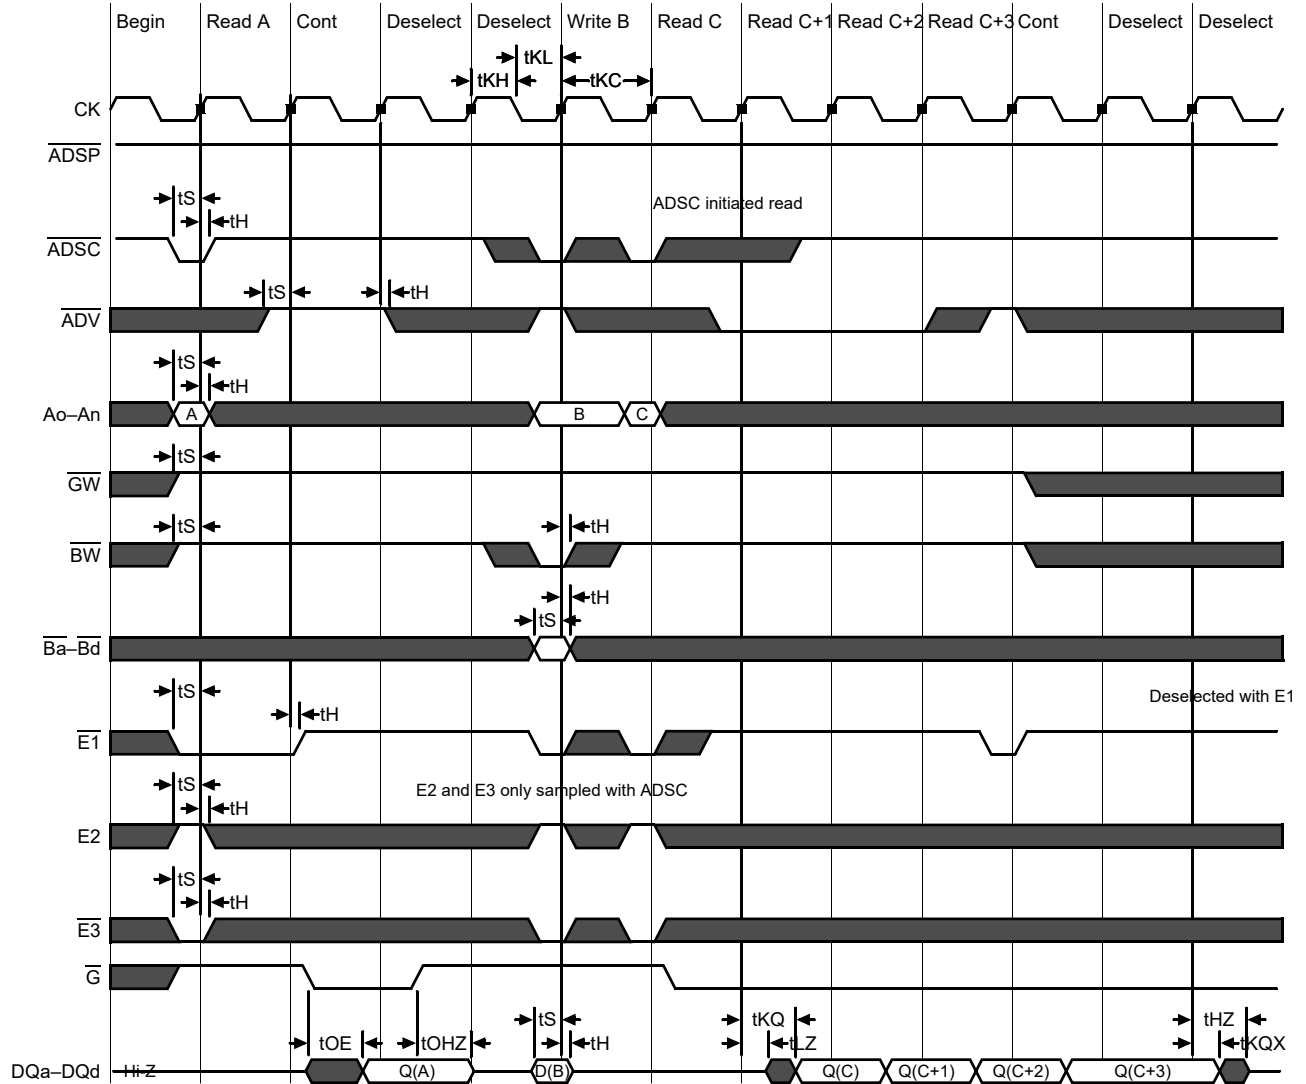 Begin Read A Cont Deselect Deselect Write B Read C Read C+1 Read C+2 Read C+3 Cont Deselect Deselect
tKL
tKH tKC
CK
ADSP
tS
ADSC initiated read
tH
ADSC
tS tH
ADV
tS
tH
Ao–An A B C
tS
GW
tS tH
BW
tH
tS
Ba–Bd
tS
Deselected with E1
tH
E1
tS
E2 and E3 only sampled with ADSC
tH
E2
tS
tH
E3
G
tS tKQ tHZ
tOE tOHZ tH tLZ tKQX
DQa–DQd Hi-Z Q(A) D(B) Q(C) Q(C+1) Q(C+2) Q(C+3)